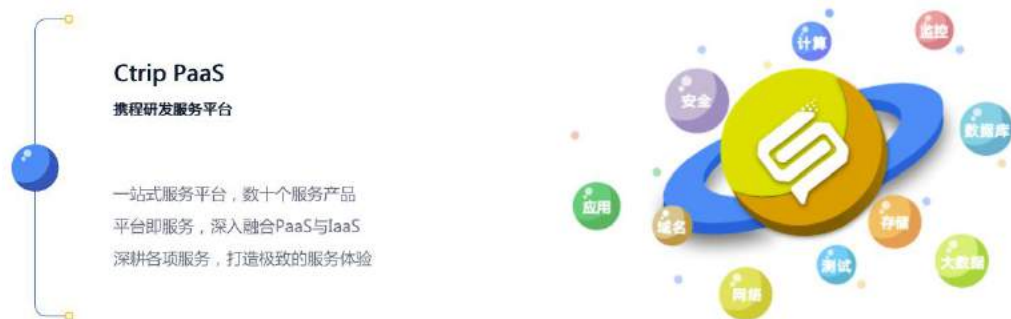 Ctrip PaaS
携程研发服务平台
一站式服务平台，数十个服务产品
平台即服务，深入融合PaaS与IaaS
深耕各项服务，打造极致的服务体验
计算
监控
安全
数据库
应用
域名
存储
测试
大数据
网络